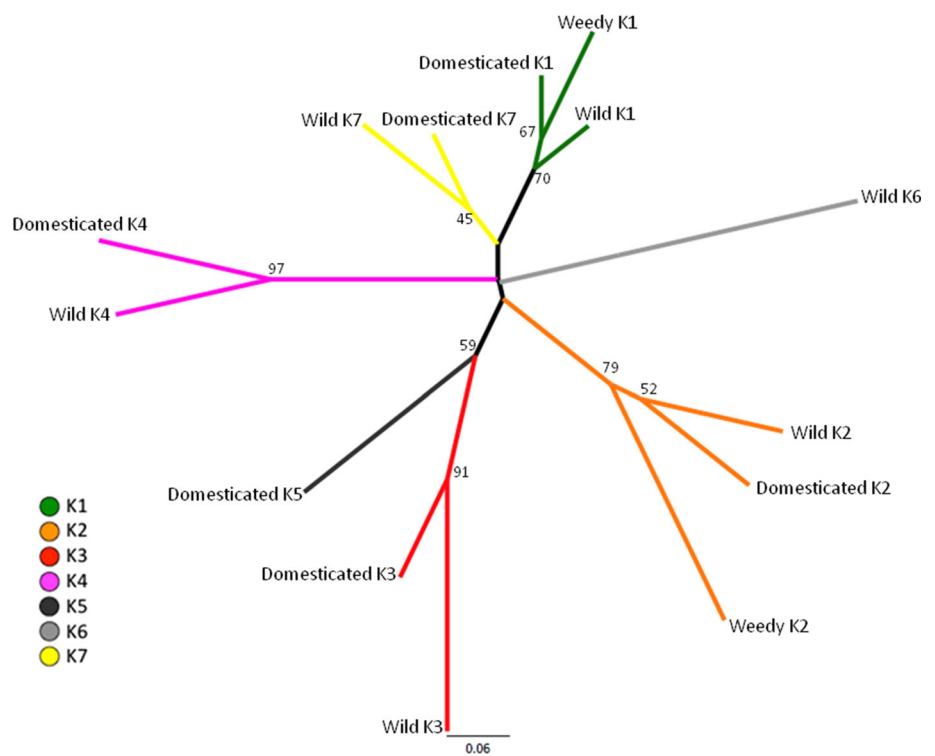 Weedy K1
Domesticated K1
Wild K7
Domesticated K7
Wild K1
67
70
Wild K6
45
Domesticated K4
97
Wild K4
59
79
52
Wild K2
Domesticated K2
Domesticated K5
91
Domesticated K3
Weedy K2
Wild K3
0.06
K1
K2
K3
K4
K5
K6
K7